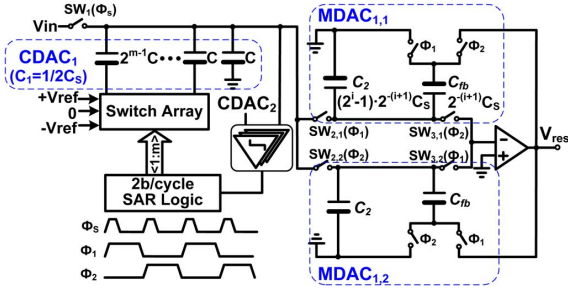 SW1(Φs)
Vin
CDAC1
(C1=1/2CS)
2^m-1C
C
C
+Vref
0
-Vref
Switch Array
CDAC2
<1:m>
2b/cycle
SAR Logic
ΦS
Φ1
Φ2
MDAC1,1
Φ1
Φ2
C2
(2^i-1)·2^-(i+1)CS
Cfb
2^-(i+1)CS
SW2,1(Φ1)
SW3,1(Φ2)
SW2,2(Φ2)
SW3,2(Φ1)
Vres
C2
Cfb
Φ2
Φ1
MDAC1,2